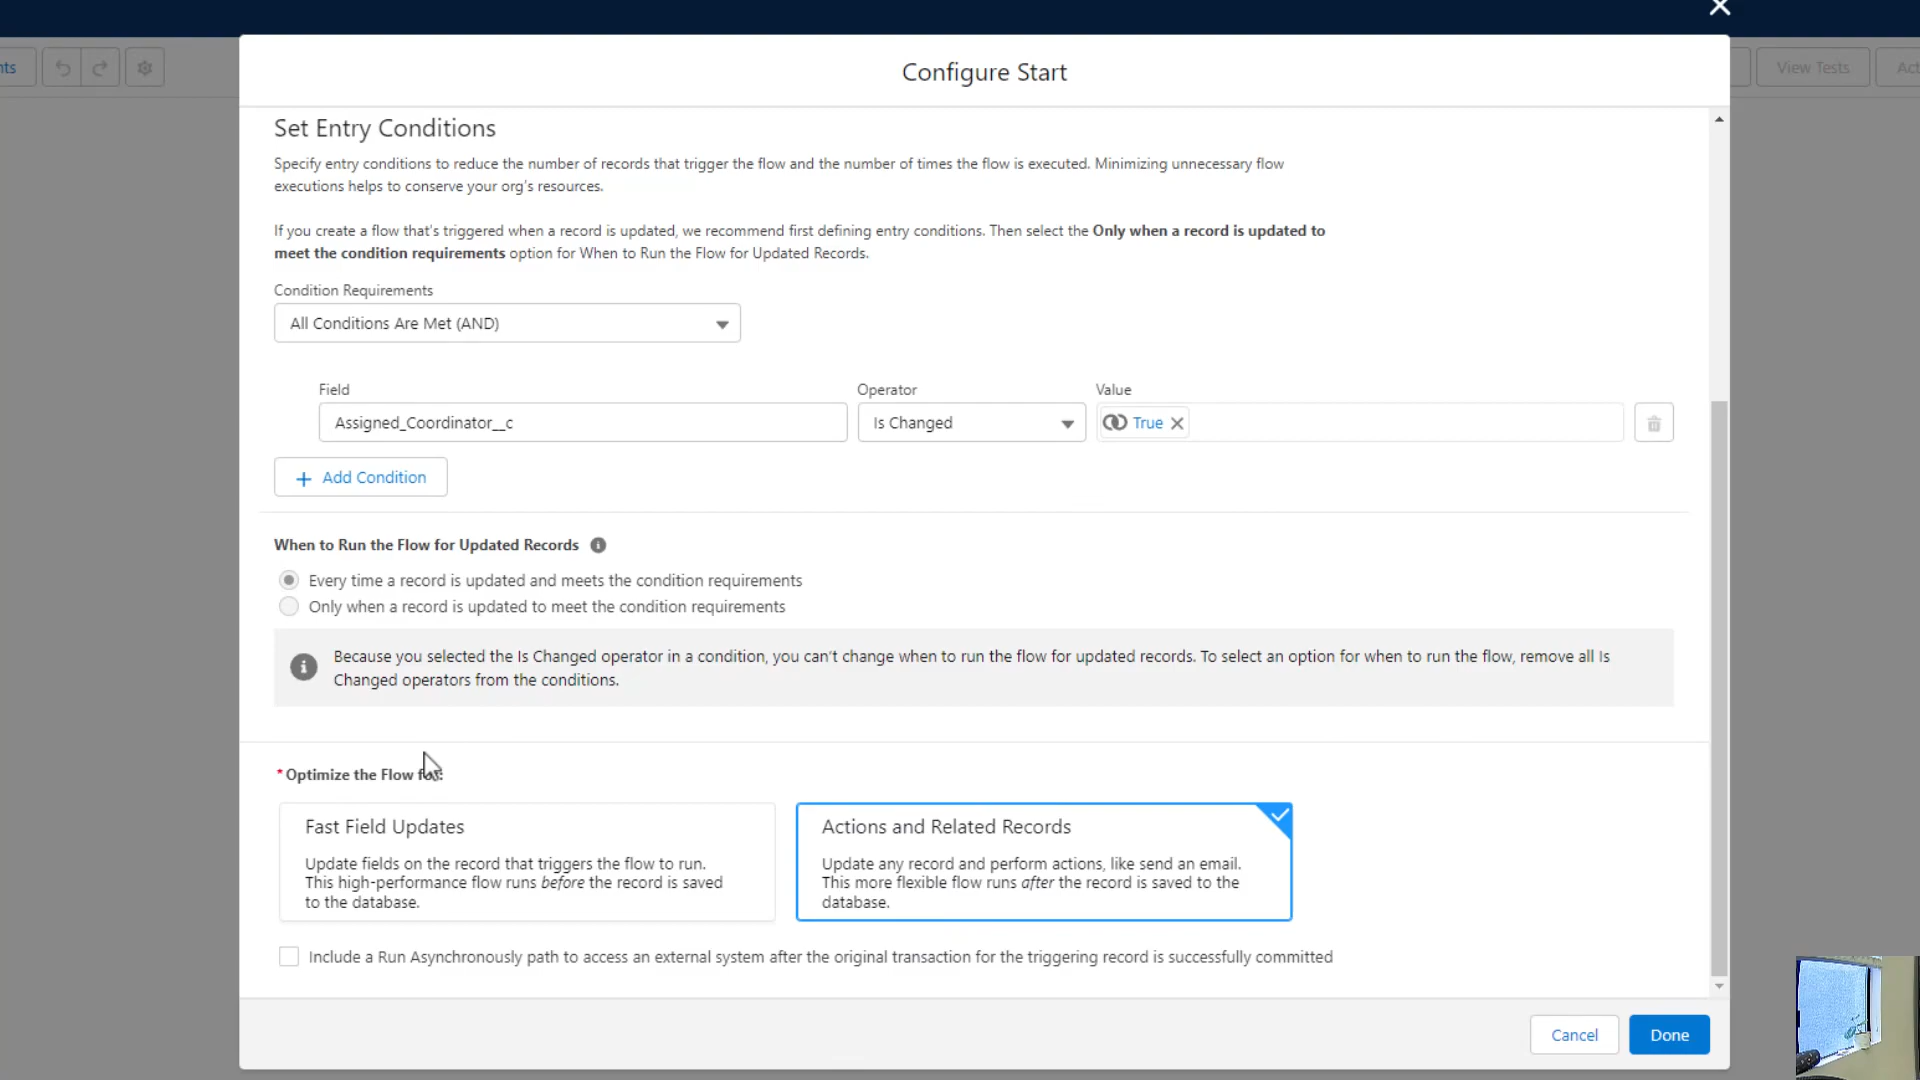 nts
View Tests
Act
Configure Start
Set Entry Conditions
Specify entry conditions to reduce the number of records that trigger the flow and the number of times the flow is executed. Minimizing unnecessary flow
executions helps to conserve your org's resources.
If you create a flow that's triggered when a record is updated, we recommend first defining entry conditions. Then select the Only when a record is updated to
meet the condition requirements option for When to Run the Flow for Updated Records.
Condition Requirements
All Conditions Are Met (AND)
Field
Operator
Value
Assigned_Coordinator__c
Is Changed
True
Add Condition
When to Run the Flow for Updated Records
Every time a record is updated and meets the condition requirements
Only when a record is updated to meet the condition requirements
Because you selected the Is Changed operator in a condition, you can't change when to run the flow for updated records. To select an option for when to run the flow, remove all Is
Changed operators from the conditions.
* Optimize the Flow for:
Fast Field Updates
Update fields on the record that triggers the flow to run.
This high-performance flow runs before the record is saved
to the database.
Actions and Related Records
Update any record and perform actions, like send an email.
This more flexible flow runs after the record is saved to the
database.
Include a Run Asynchronously path to access an external system after the original transaction for the triggering record is successfully committed
Cancel
Done